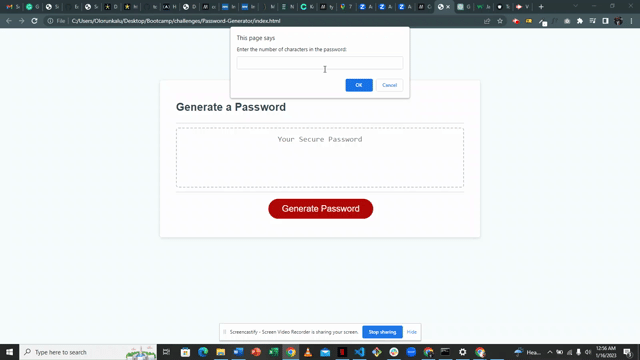 File
C:/Users/Olorunkalu/Desktop/Bootcamp/challenges/Password-Generator/index.html
This page says
Enter the number of characters in the password:
OK
Cancel
Generate a Password
Your Secure Password
Generate Password
Screencastify - Screen Video Recorder is sharing your screen.
Stop sharing
Hide
Type here to search
12:56 AM
1/16/2023